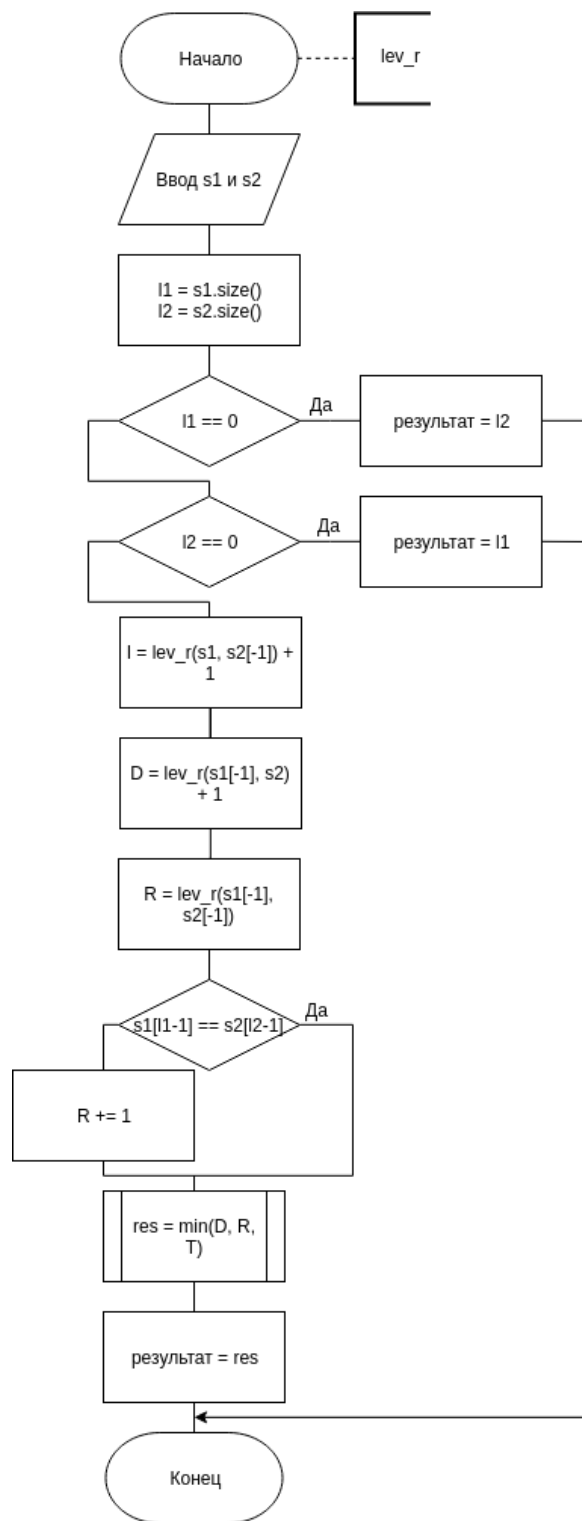 Начало
lev_r
Ввод s1 и s2
l1 = s1.size()
l2 = s2.size()
l1 == 0
Да
результат = l2
l2 == 0
Да
результат = l1
I = lev_r(s1, s2[-1]) +
1
D = lev_r(s1[-1], s2)
+ 1
R = lev_r(s1[-1],
s2[-1])
s1[l1-1] == s2[l2-1]
Да
R += 1
res = min(D, R,
T)
результат = res
Конец